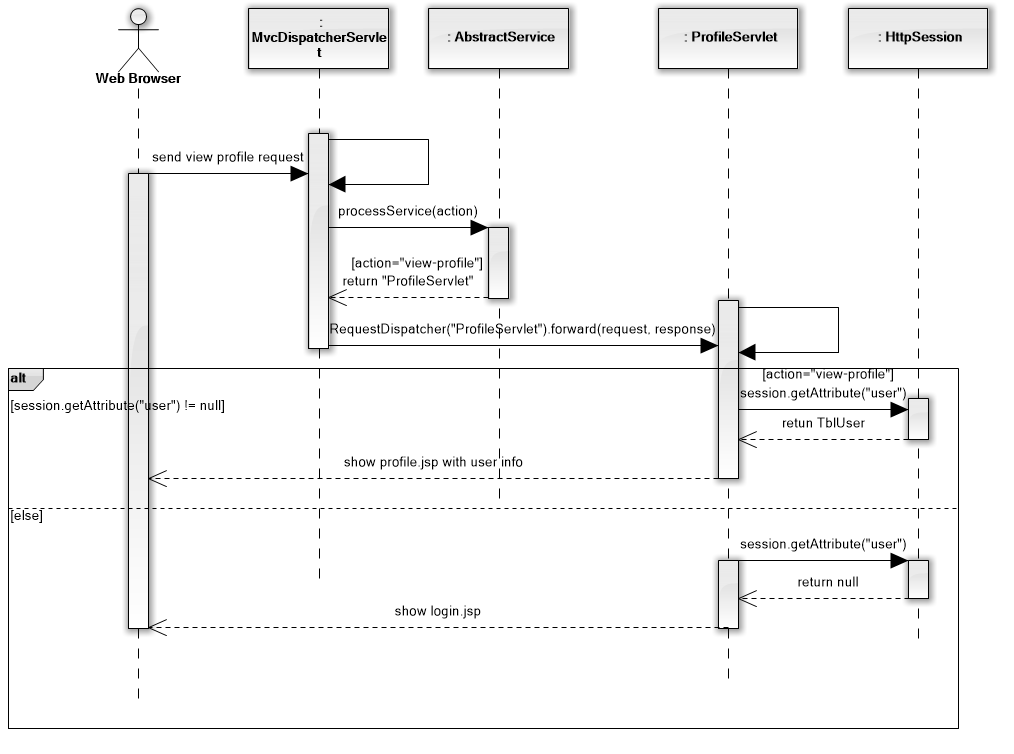 Web Browser
:
MvcDispatcherServle
t
: AbstractService
: ProfileServlet
: HttpSession
send view profile request
processService(action)
[action="view-profile"]
return "ProfileServlet"
RequestDispatcher("ProfileServlet").forward(request, response)
alt
[session.getAttribute("user") != null]
[action="view-profile"]
session.getAttribute("user")
retun TblUser
show profile.jsp with user info
[else]
session.getAttribute("user")
return null
show login.jsp